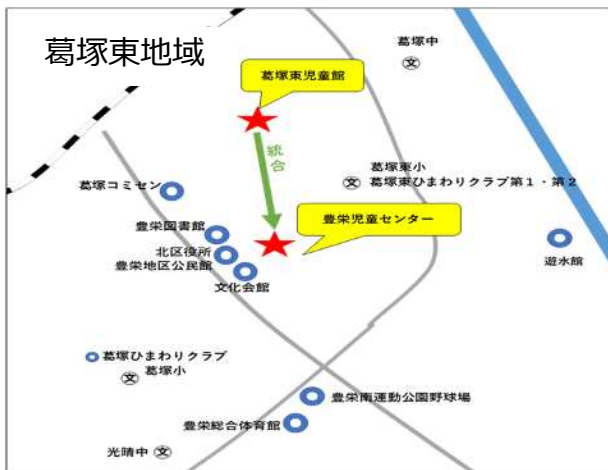 葛塚東地域
葛塚中
文
葛塚東児童館
統合
葛塚東小
文 葛塚東ひまわりクラブ第1・第2
葛塚コミセン
豊栄児童センター
豊栄図書館
北区役所
豊栄地区公民館
文化会館
遊水館
葛塚ひまわりクラブ
文 葛塚小
豊栄南運動公園野球場
豊栄総合体育館
光晴中 文